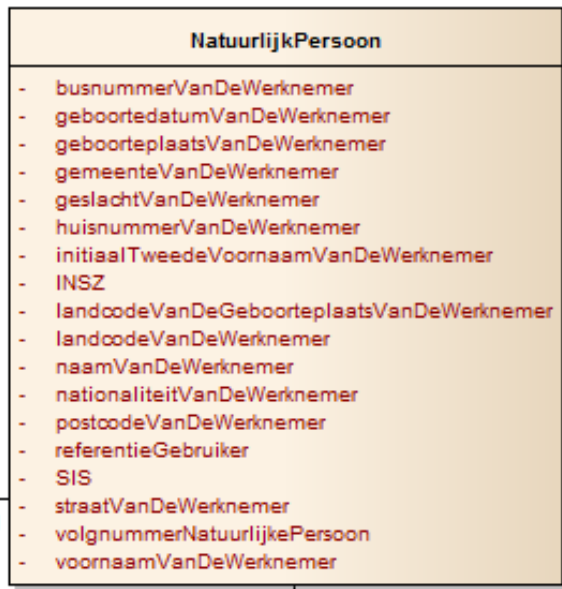 NatuurlijkPersoon
- busnummerVanDeWerknemer
- geboortedatumVanDeWerknemer
- geboorteplaatsVanDeWerknemer
- gemeenteVanDeWerknemer
- geslachtVanDeWerknemer
- huisnummerVanDeWerknemer
- initiaalTweedeVoornaamVanDeWerknemer
- INSZ
- landcodeVanDeGeboorteplaatsVanDeWerknemer
- landcodeVanDeWerknemer
- naamVanDeWerknemer
- nationaliteitVanDeWerknemer
- postcodeVanDeWerknemer
- referentieGebruiker
- SIS
- straatVanDeWerknemer
- volgnummerNatuurlijkePersoon
- voornaamVanDeWerknemer